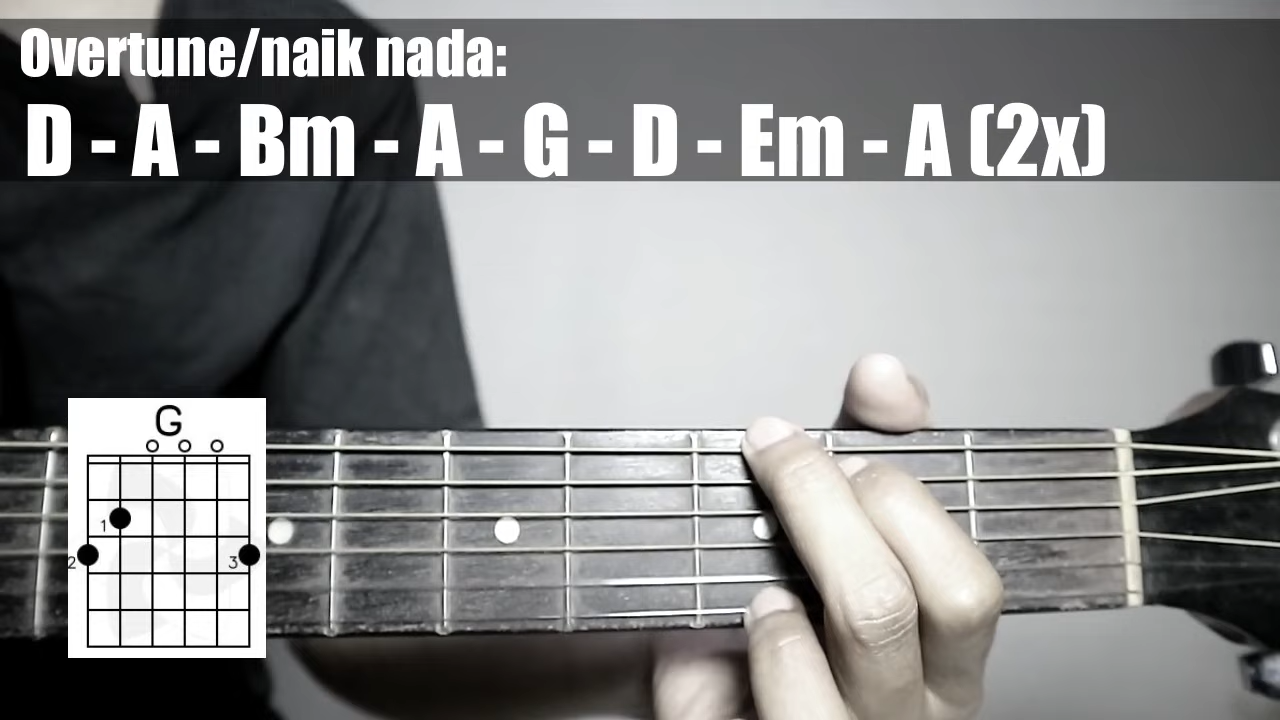 Overtune/naik nada:
D - A - Bm - A - G - D - Em - A (2x)
G
1
2
3